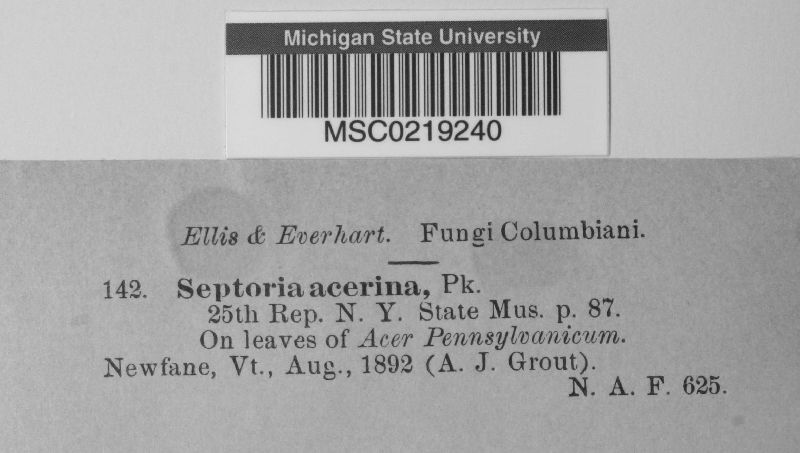 Michigan State University
MSC0219240
Ellis & Everhart. Fungi Columbiani.
142. Septoria acerina, Pk.
25th Rep. N. Y. State Mus. p. 87.
On leaves of Acer Pennsylvanicum.
Newfane, Vt., Aug., 1892 (A. J. Grout).
N. A. F. 625.